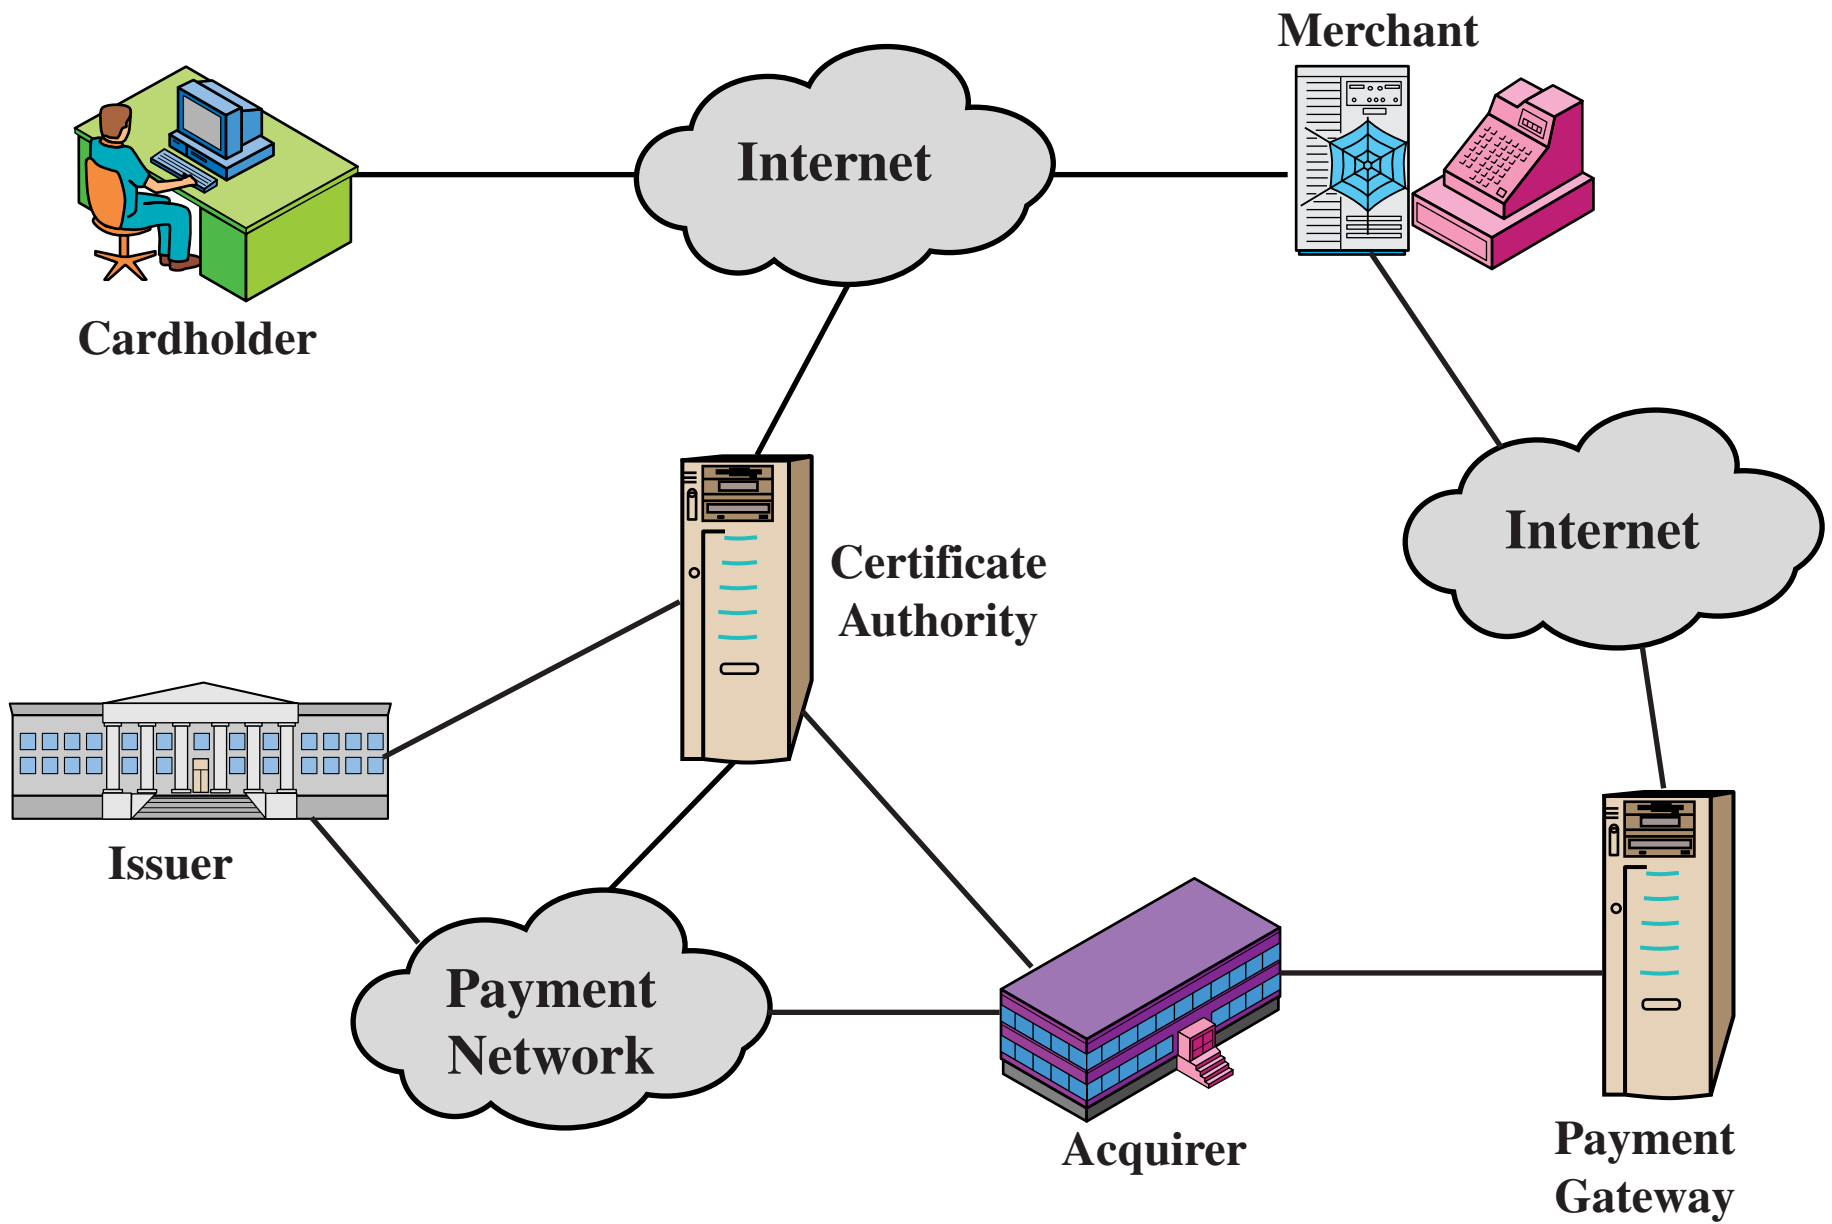 Merchant
Internet
Cardholder
Internet
Certificate
Authority
Issuer
Payment
Network
Acquirer
Payment
Gateway